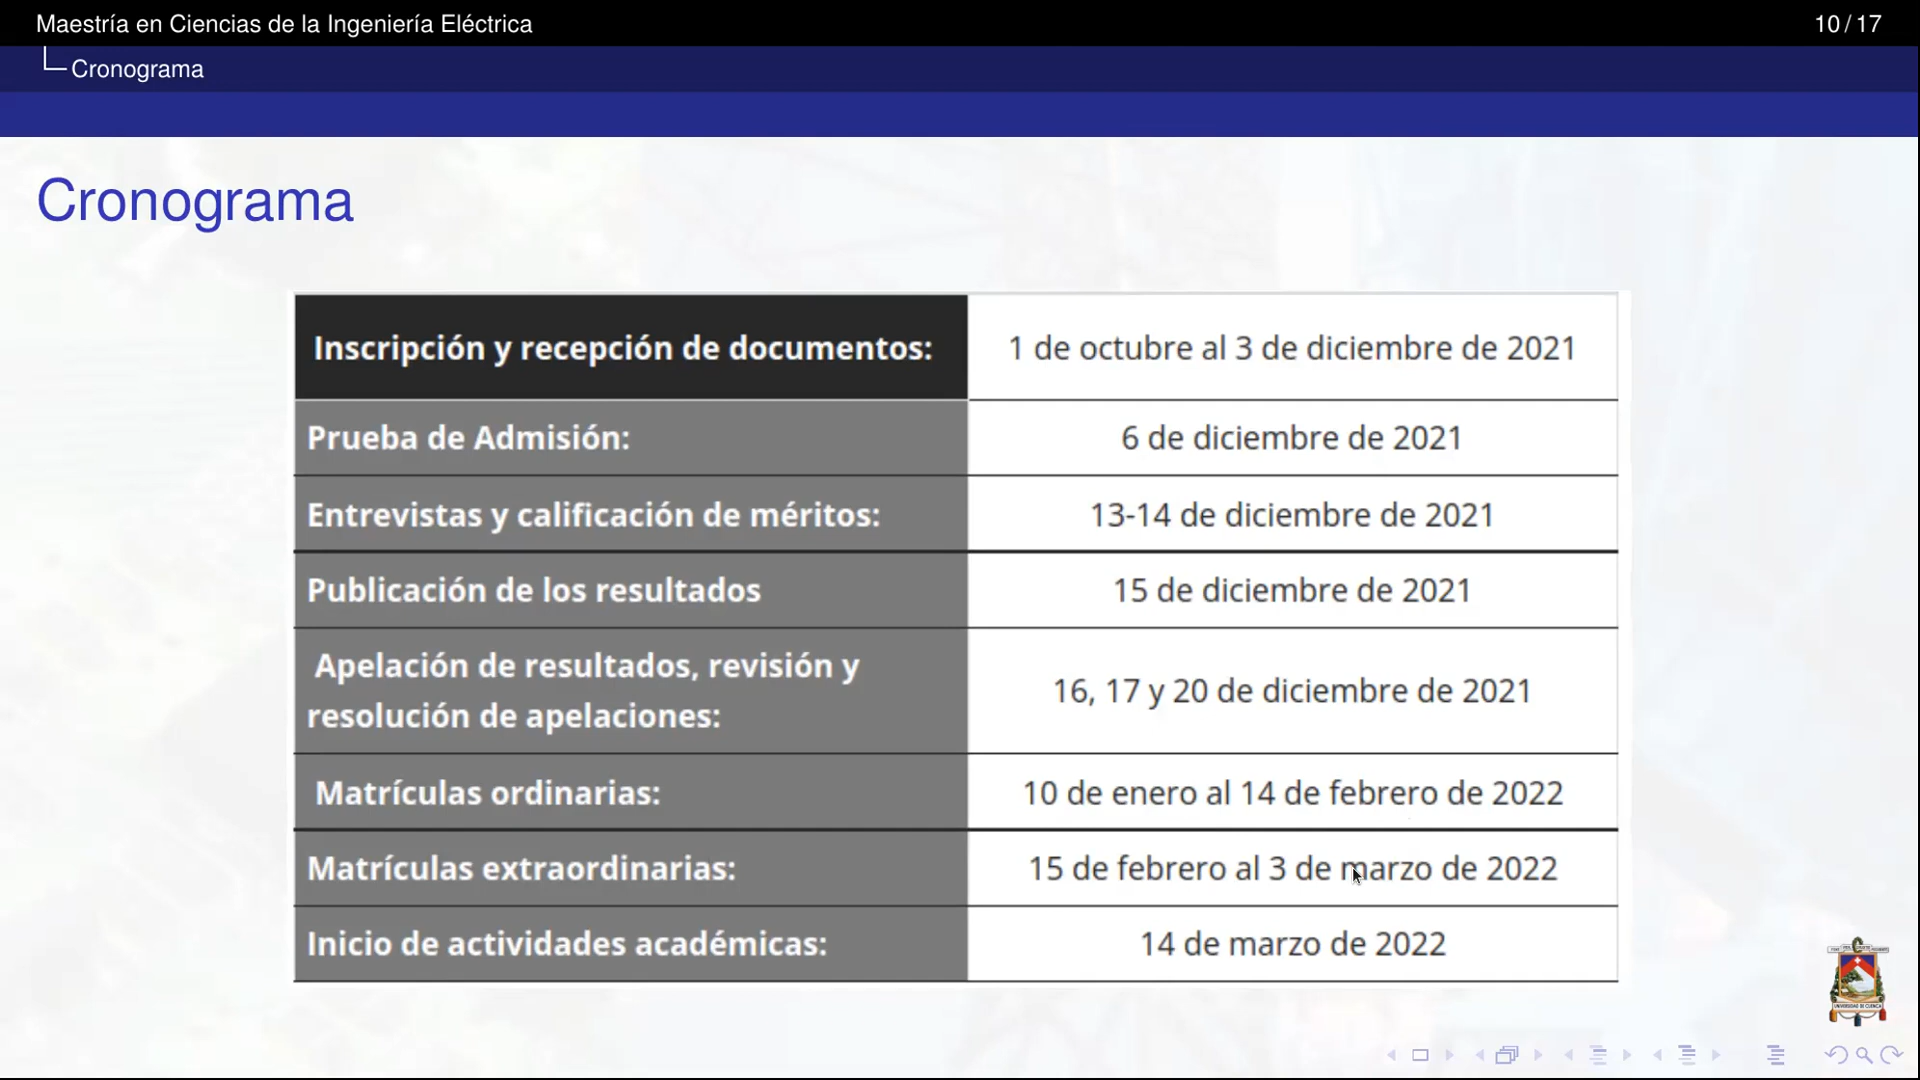 Maestría en Ciencias de la Ingeniería Eléctrica
10 / 17
Cronograma
Cronograma
Inscripción y recepción de documentos:
1 de octubre al 3 de diciembre de 2021
Prueba de Admisión:
6 de diciembre de 2021
Entrevistas y calificación de méritos:
13-14 de diciembre de 2021
Publicación de los resultados
15 de diciembre de 2021
Apelación de resultados, revisión y
resolución de apelaciones:
16, 17 y 20 de diciembre de 2021
Matrículas ordinarias:
10 de enero al 14 de febrero de 2022
Matrículas extraordinarias:
15 de febrero al 3 de marzo de 2022
Inicio de actividades académicas:
14 de marzo de 2022
UNIVERSIDAD DE CUENCA